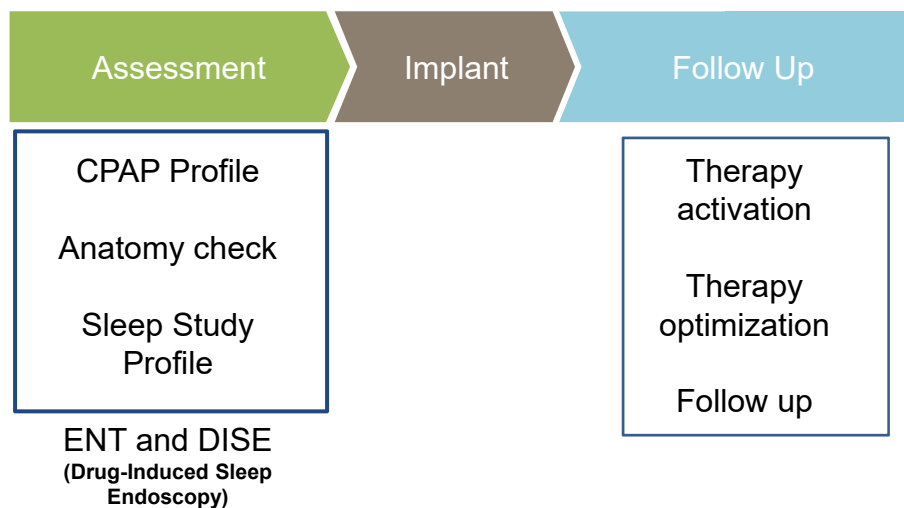 Assessment
Implant
Follow Up
CPAP Profile
Anatomy check
Sleep Study
Profile
ENT and DISE
(Drug-Induced Sleep
Endoscopy)
Therapy
activation
Therapy
optimization
Follow up